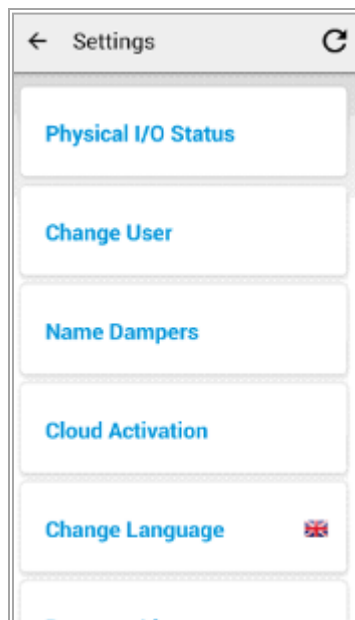 Settings
Physical I/O Status
Change User
Name Dampers
Cloud Activation
Change Language